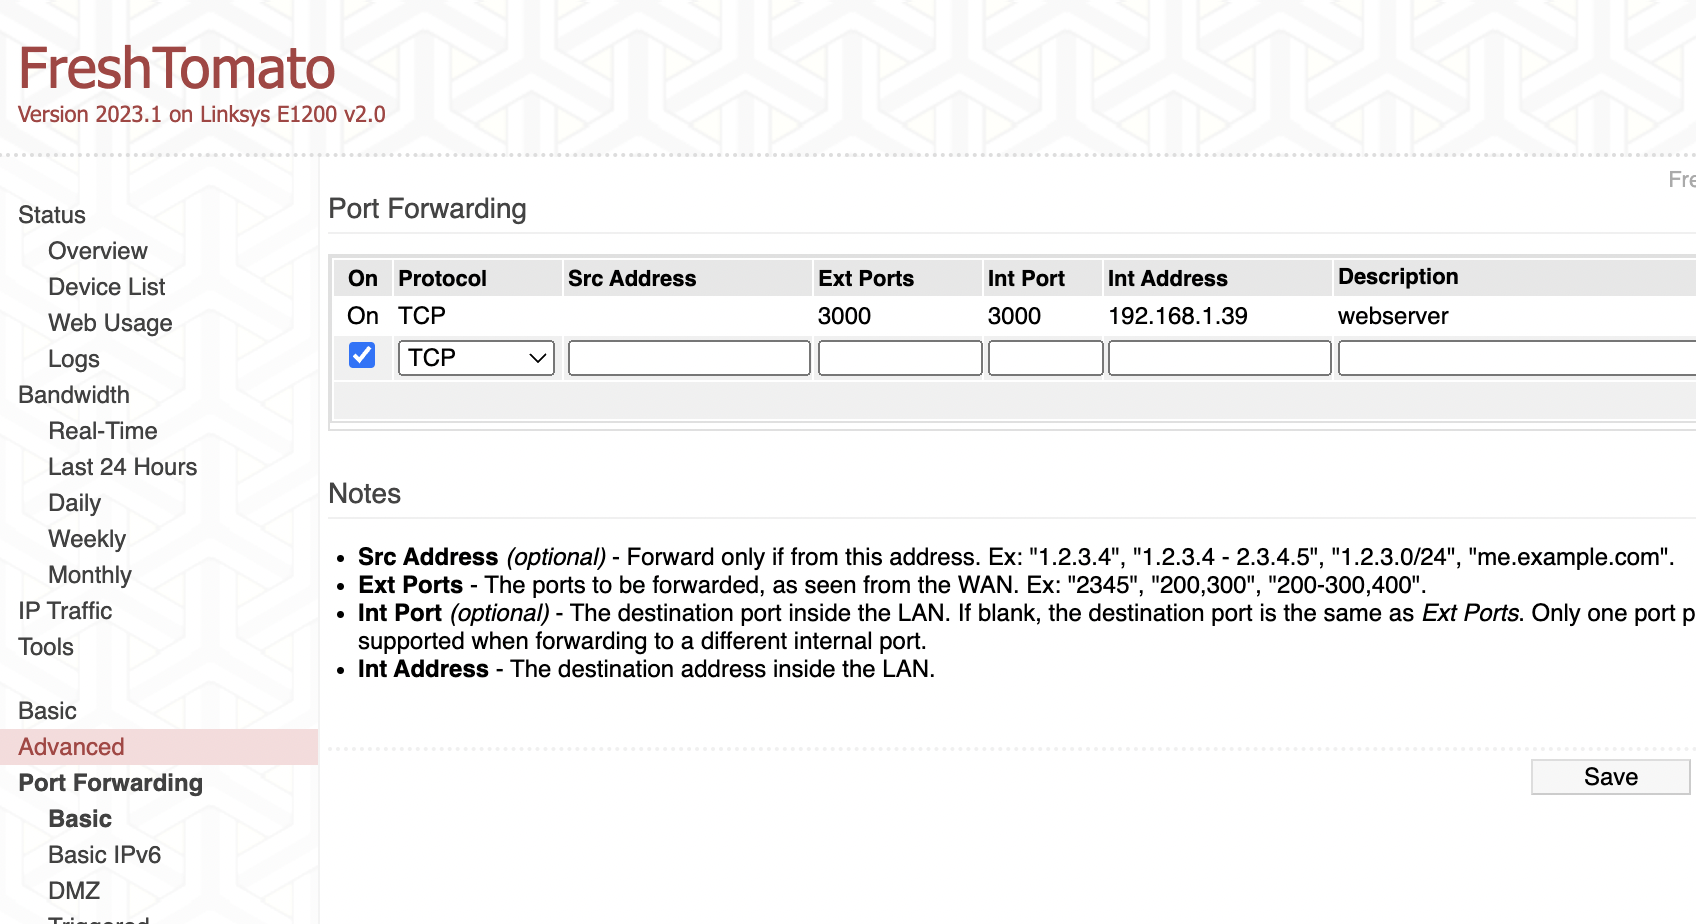 FreshTomato
Version 2023.1 on Linksys E1200 v2.0
Status
Overview
Device List
Web Usage
Logs
Bandwidth
Real-Time
Last 24 Hours
Daily
Weekly
Monthly
IP Traffic
Tools
Basic
Advanced
Port Forwarding
Basic
Basic IPv6
DMZ
Triggered
Fre
Port Forwarding
On Protocol Src Address Ext Ports Int Port Int Address Description
On TCP 3000 3000 192.168.1.39 webserver
TCP
Notes
• Src Address (optional) - Forward only if from this address. Ex: "1.2.3.4", "1.2.3.4 - 2.3.4.5", "1.2.3.0/24", "me.example.com".
• Ext Ports - The ports to be forwarded, as seen from the WAN. Ex: "2345", "200,300", "200-300,400".
• Int Port (optional) - The destination port inside the LAN. If blank, the destination port is the same as Ext Ports. Only one port p
supported when forwarding to a different internal port.
• Int Address - The destination address inside the LAN.
Save